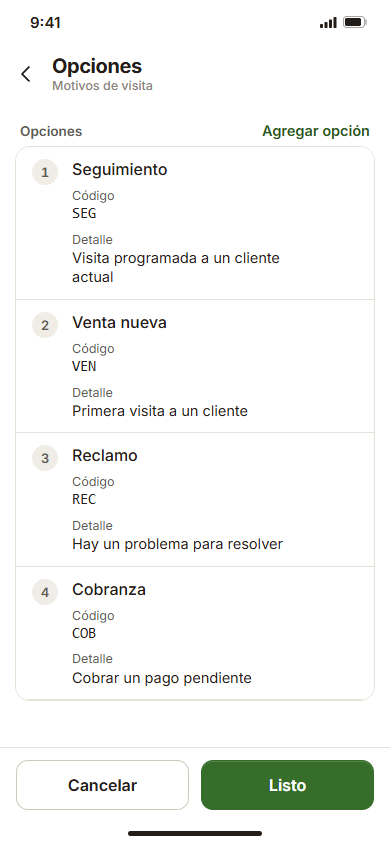 9:41
Opciones
Motivos de visita
Opciones
Agregar opción
1
Seguimiento
Código
SEG
Detalle
Visita programada a un cliente
actual
2
Venta nueva
Código
VEN
Detalle
Primera visita a un cliente
3
Reclamo
Código
REC
Detalle
Hay un problema para resolver
4
Cobranza
Código
COB
Detalle
Cobrar un pago pendiente
Cancelar
Listo